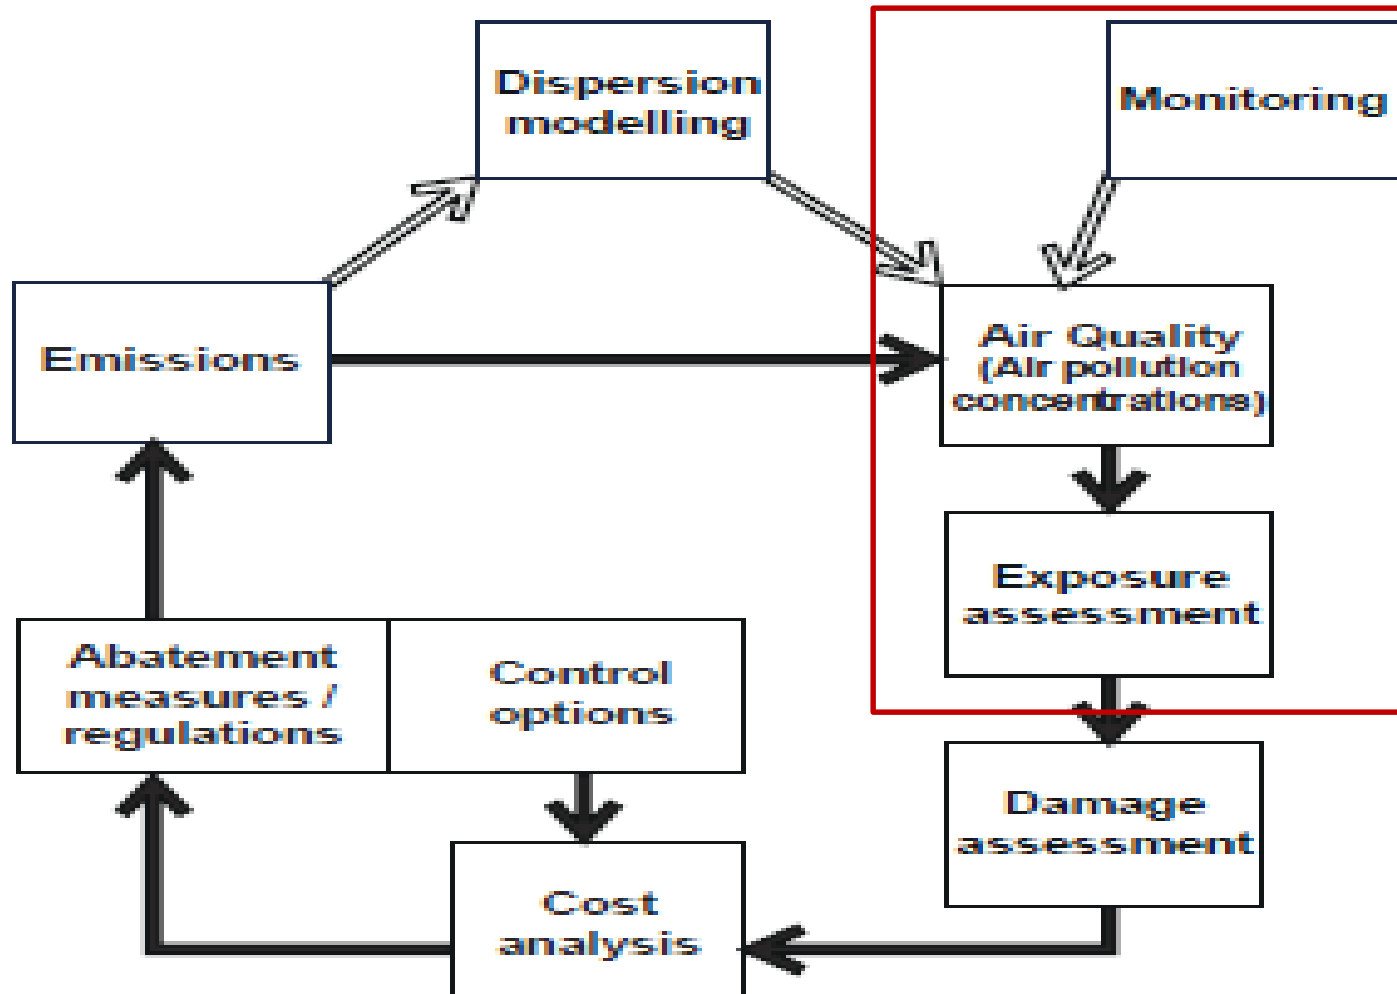 Dispersion
modelling
Monitoring
Emissions
Air Quality
(Air pollution
concentrations)
Exposure
assessment
Abatement
measures /
regulations
Control
options
Damage
assessment
Cost
analysis